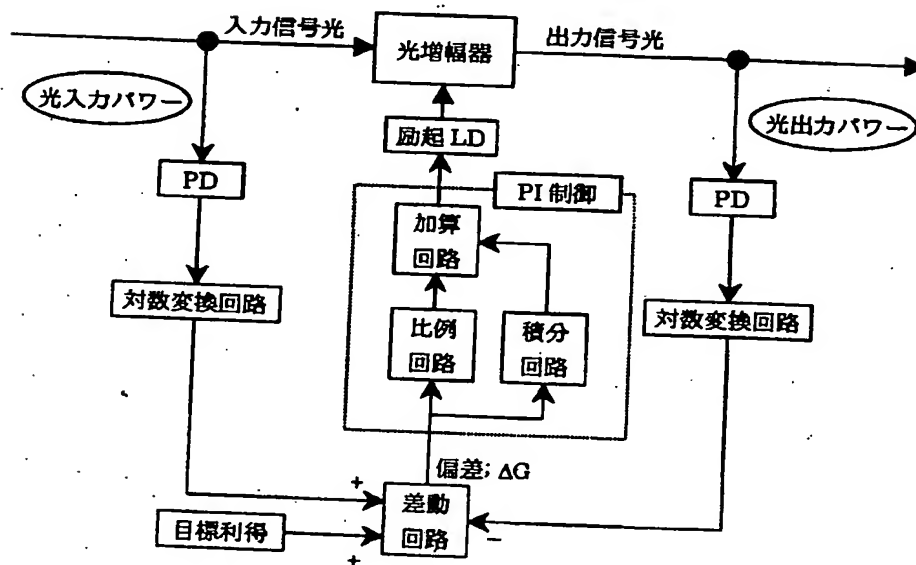 入力信号光
光増幅器
出力信号光
光入力パワー
励起 LD
光出力パワー
PD
PI 制御
PD
加算
回路
対数変換回路
対数変換回路
比例
回路
積分
回路
偏差; ΔG
+
差動
回路
−
目標利得
+